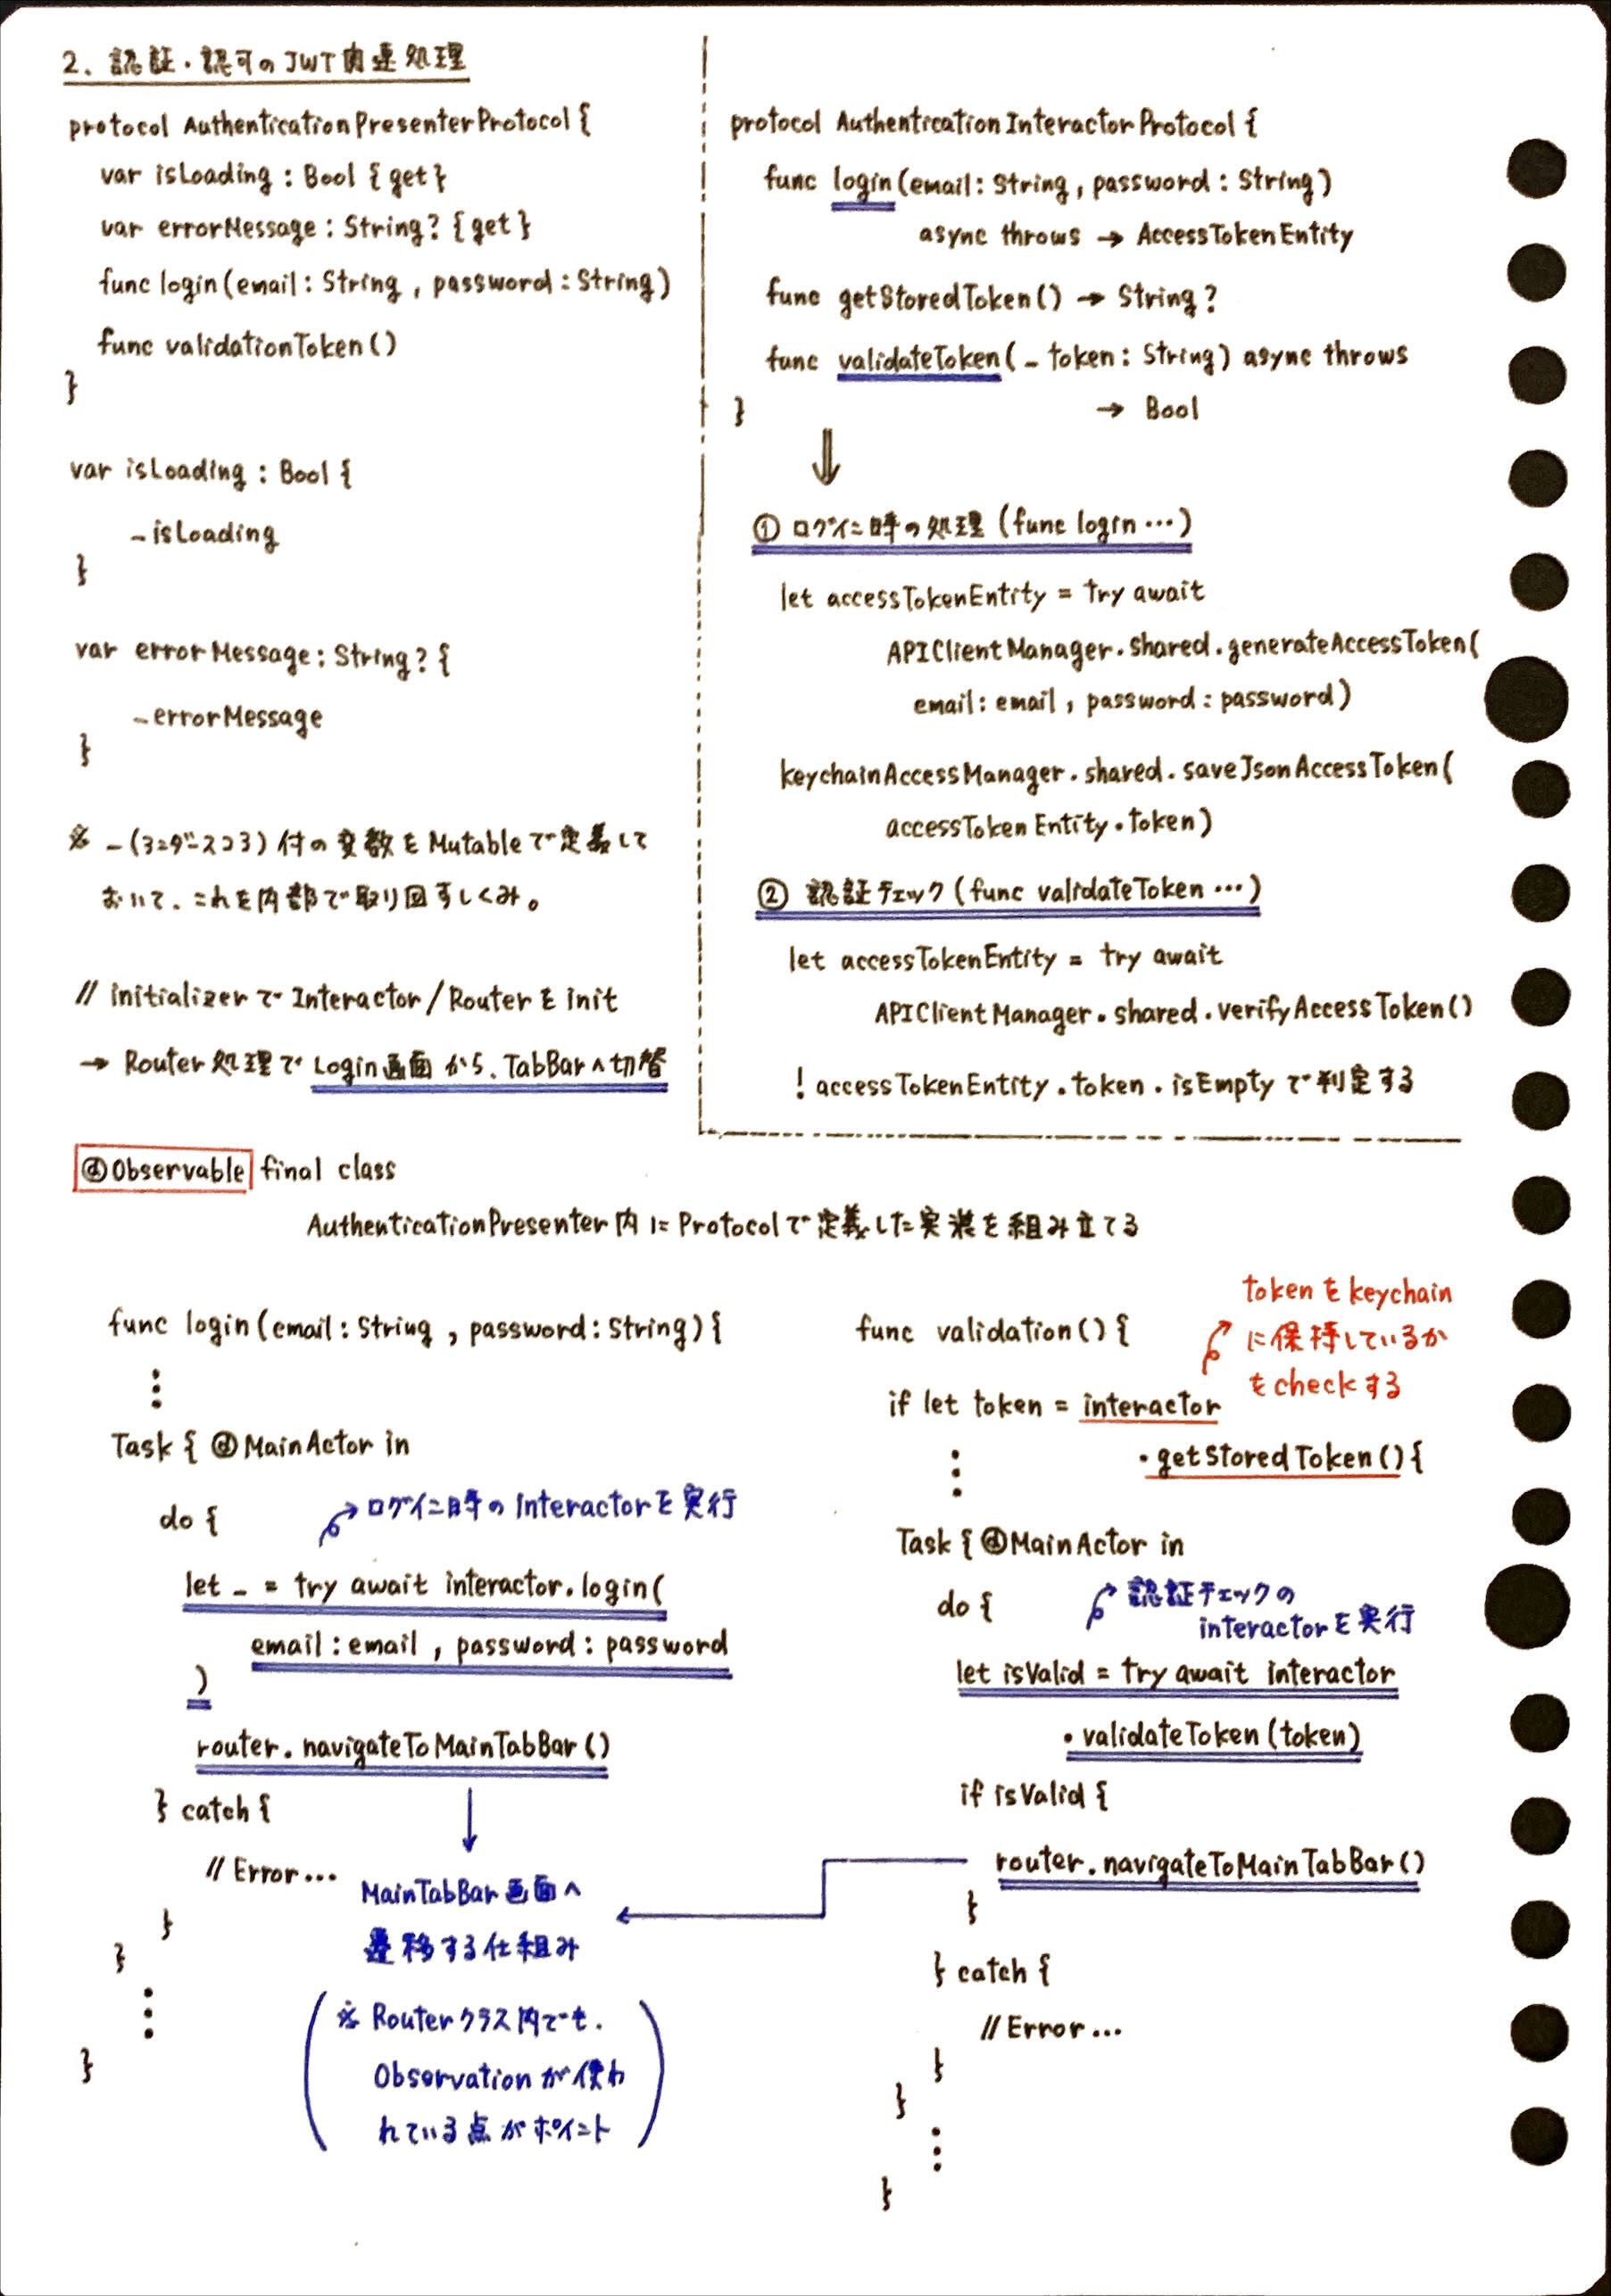 2. 認証・認可のJWT関連処理
protocol AuthenticationPresenterProtocol {
var isLoading : Bool { get }
var errorMessage : String? { get }
func login(email : String , password : String)
func validationToken()
}
var isLoading : Bool {
_isLoading
}
var errorMessage : String? {
_errorMessage
}
※ _(アンダースコア) 付の変数をMutableで定義して
おいて、これを内部で取り回すしくみ。
// initializerでInteractor/Routerをinit
→ Router処理でLogin画面から、TabBarへ切替
protocol AuthenticationInteractorProtocol {
func login(email : String , password : String)
async throws → AccessTokenEntity
func getStoredToken() → String?
func validateToken( _ token : String) async throws
→ Bool
}
⇓
① ログイン時の処理 (func login …)
let accessTokenEntity = try await
APIClientManager.shared.generateAccessToken(
email : email , password : password)
keychainAccessManager.shared.saveJsonAccessToken(
accessTokenEntity.token)
② 認証チェック (func validateToken …)
let accessTokenEntity = try await
APIClientManager.shared.verifyAccessToken()
! accessTokenEntity.token.isEmpty で判定する
@Observable final class
AuthenticationPresenter内にProtocolで定義した実装を組み立てる
func login(email : String , password : String) {
⋮
Task { @MainActor in
do {
ログイン時のInteractorを実行
let _ = try await interactor.login(
email : email , password : password
)
router.navigateToMainTabBar()
} catch {
// Error …
}
}
⋮
}
MainTabBar画面へ
遷移する仕組み
※ Routerクラス内でも、
Observationが使わ
れている点がポイント
func validation() {
tokenをkeychain
に保持しているか
をcheckする
if let token = interactor
.getStoredToken() {
⋮
Task { @MainActor in
do {
認証チェックの
interactorを実行
let isValid = try await interactor
.validateToken(token)
if isValid {
router.navigateToMainTabBar()
}
} catch {
// Error …
}
}
⋮
}